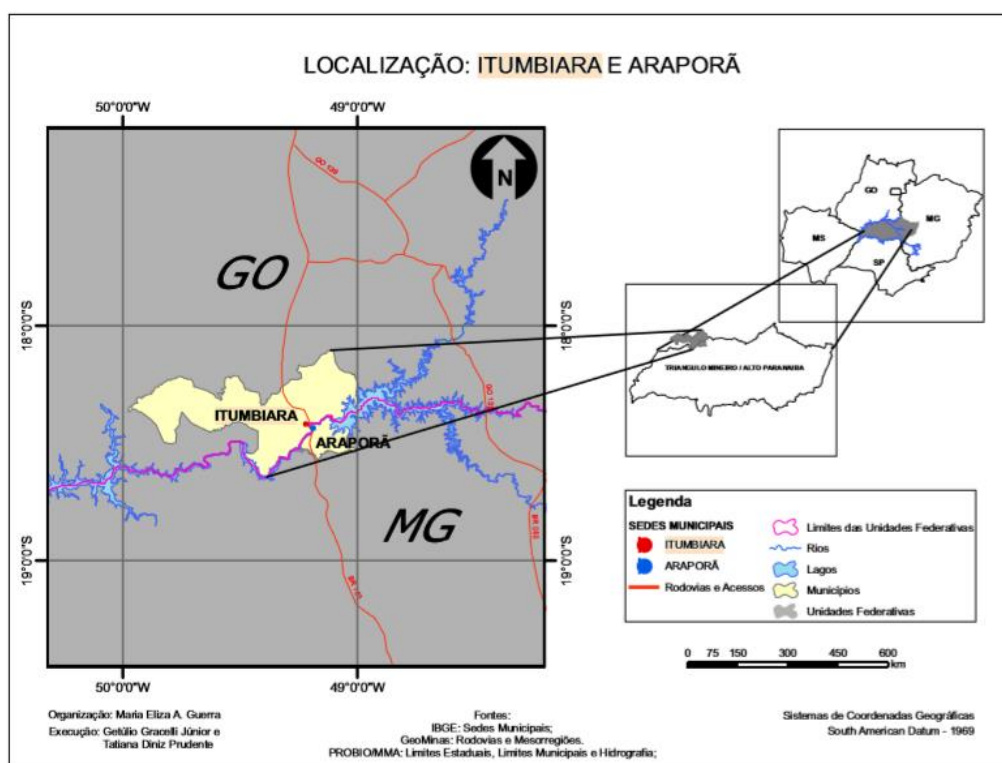 LOCALIZAÇÃO: ITUMBIARA E ARAPORÃ
50°0'0"W
49°0'0"W
N
GO 139
GO
18°0'0"S
18°0'0"S
ITUMBIARA
ARAPORÃ
MG
19°0'0"S
19°0'0"S
50°0'0"W
49°0'0"W
GO
MG
MS
SP
TRIANGULO MINEIRO / ALTO PARANAIBA
Legenda
SEDES MUNICIPAIS
ITUMBIARA
ARAPORÃ
Rodovias e Acessos
Limites das Unidades Federativas
Rios
Lagos
Municípios
Unidades Federativas
0 75 150 300 450 600
km
Organização: Maria Eliza A. Guerra
Execução: Getúlio Gracelli Júnior e
Tatiana Diniz Prudente
Fontes:
IBGE: Sedes Municipais;
GeoMinas: Rodovias e Mesorregiões.
PROBIO/MMA: Limites Estaduais, Limites Municipais e Hidrografia;
Sistemas de Coordenadas Geográficas
South American Datum - 1969